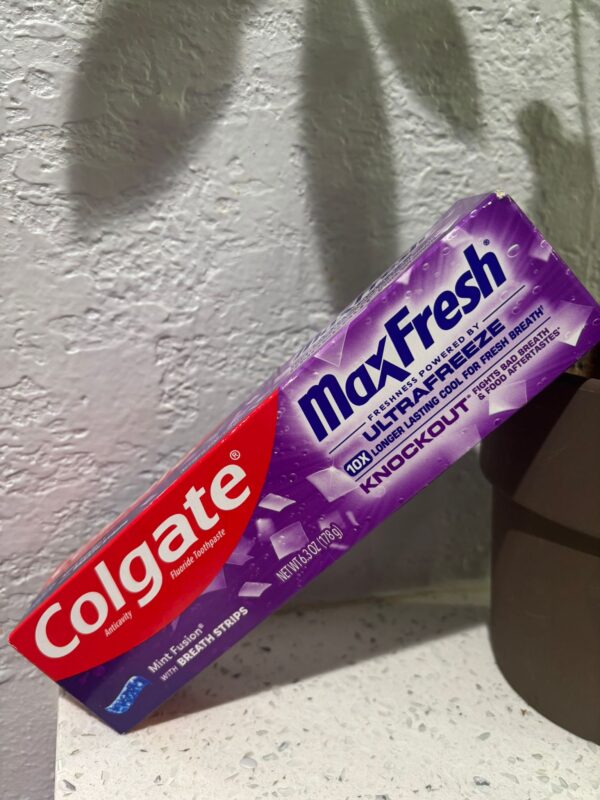 Colgate®
Anticavity Fluoride Toothpaste
Mint Fusion®
WITH BREATH STRIPS
MaxFresh®
FRESHNESS POWERED BY
ULTRAFREEZE
10X LONGER LASTING COOL FOR FRESH BREATH†
KNOCKOUT* FIGHTS BAD BREATH
& FOOD AFTERTASTES*
NET WT 6.3 OZ (178 g)